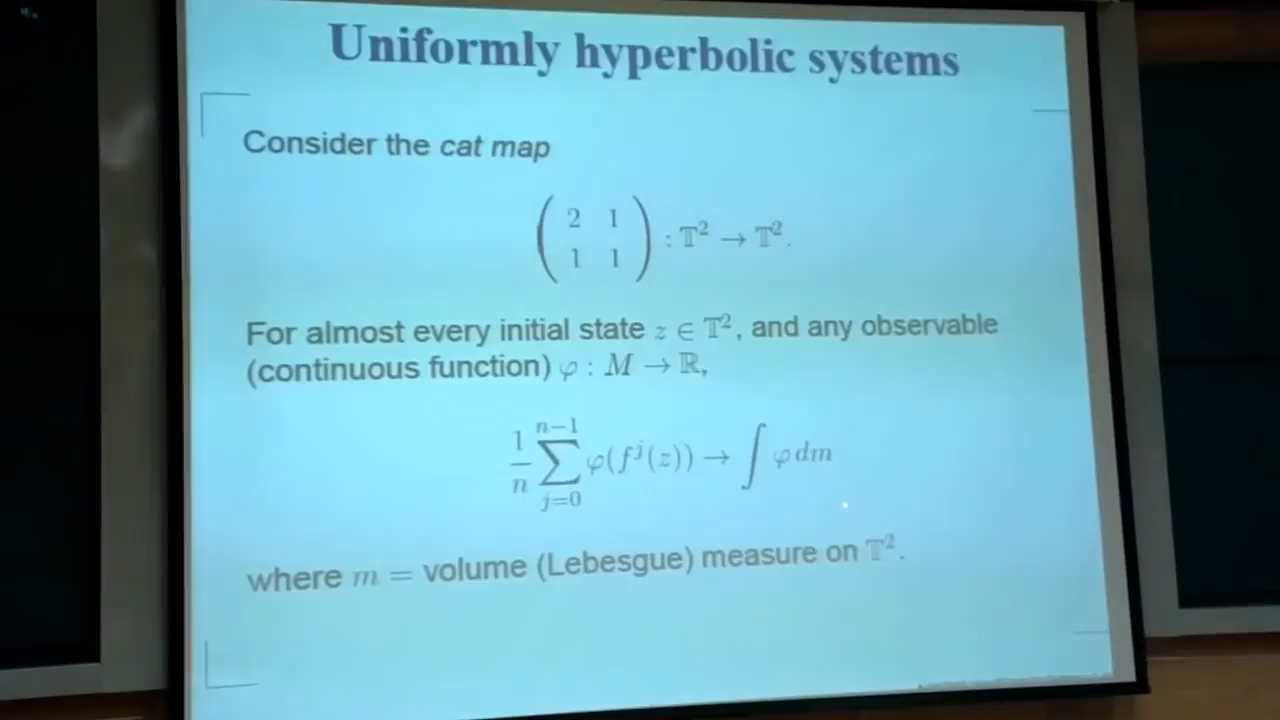 Uniformly hyperbolic systems
Consider the cat map
( 2 1
1 1 ) : 𝕋² → 𝕋².
For almost every initial state z ∈ 𝕋², and any observable
(continuous function) φ : M → ℝ,
1/n ∑_{j=0}^{n−1} φ(f^j(z)) → ∫ φ dm
where m = volume (Lebesgue) measure on 𝕋².